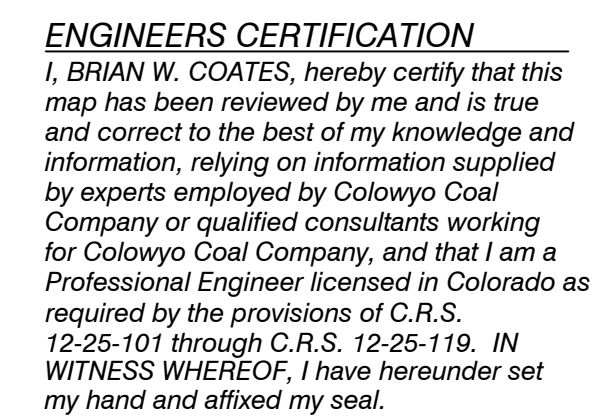 ENGINEERS CERTIFICATION
I, BRIAN W. COATES, hereby certify that this
map has been reviewed by me and is true
and correct to the best of my knowledge and
information, relying on information supplied
by experts employed by Colowyo Coal
Company or qualified consultants working
for Colowyo Coal Company, and that I am a
Professional Engineer licensed in Colorado as
required by the provisions of C.R.S.
12-25-101 through C.R.S. 12-25-119.  IN
WITNESS WHEREOF, I have hereunder set
my hand and affixed my seal.